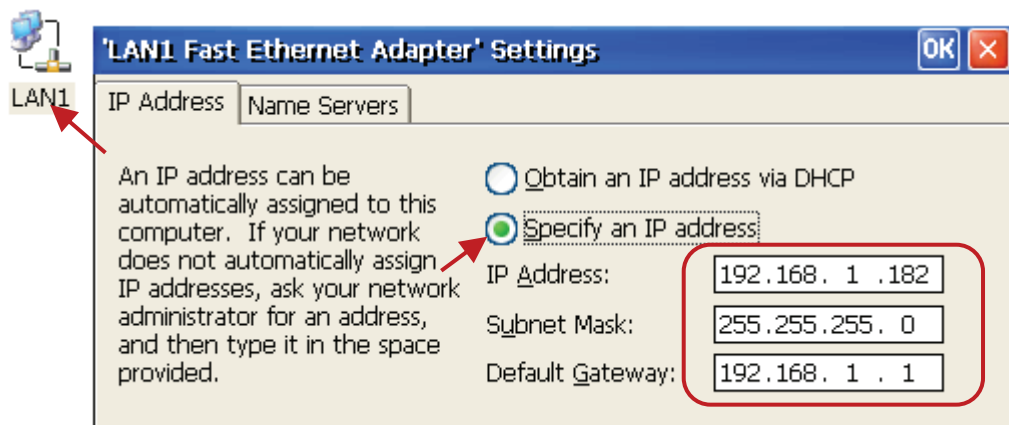 LAN1
'LAN1 Fast Ethernet Adapter' Settings OK
IP Address Name Servers
An IP address can be
automatically assigned to this
computer. If your network
does not automatically assign
IP addresses, ask your network
administrator for an address,
and then type it in the space
provided.
Obtain an IP address via DHCP
Specify an IP address
IP Address: 192.168. 1 .182
Subnet Mask: 255.255.255. 0
Default Gateway: 192.168. 1 . 1